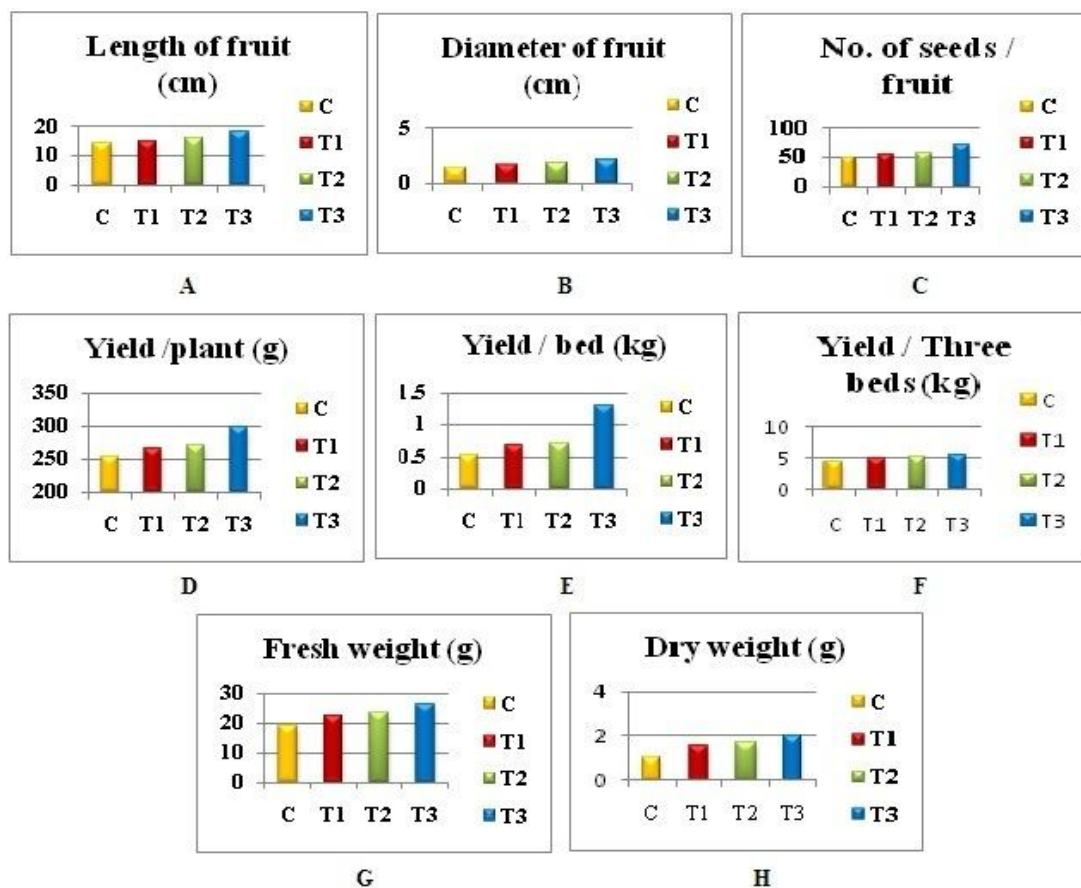 Length of fruit
(cm)
20
10
0
C T1 T2 T3
C
T1
T2
T3
A
Diameter of fruit
(cm)
5
0
C T1 T2 T3
C
T1
T2
T3
B
No. of seeds /
fruit
100
50
0
C T1 T2 T3
C
T1
T2
T3
C
Yield /plant (g)
350
300
250
200
C T1 T2 T3
C
T1
T2
T3
D
Yield / bed (kg)
1.5
1
0.5
0
C T1 T2 T3
C
T1
T2
T3
E
Yield / Three
beds (kg)
10
5
0
C T1 T2 T3
C
T1
T2
T3
F
Fresh weight (g)
30
20
10
0
C T1 T2 T3
C
T1
T2
T3
G
Dry weight (g)
4
2
0
C T1 T2 T3
C
T1
T2
T3
H